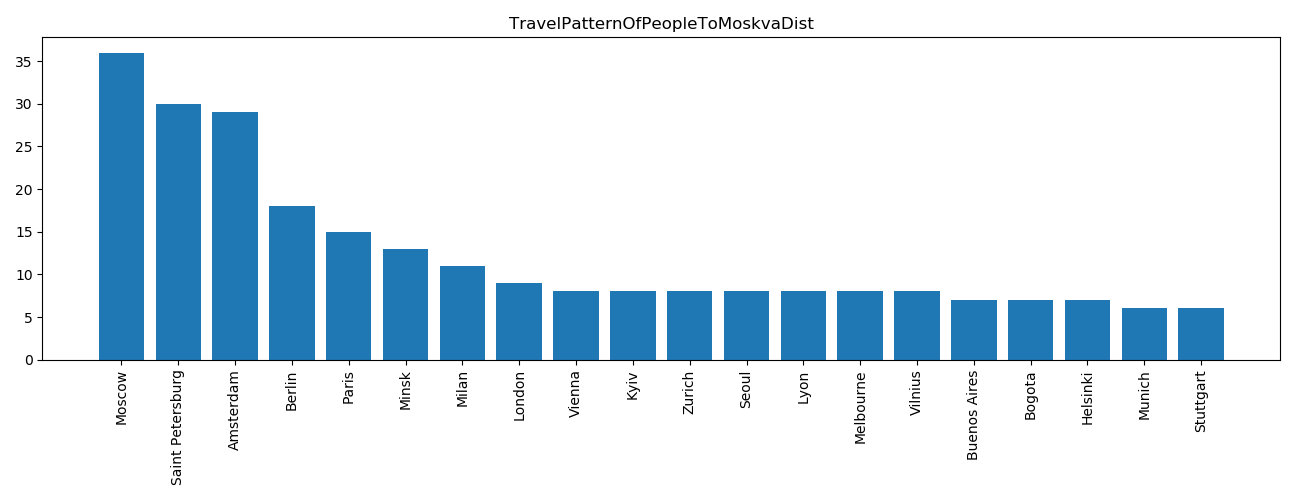 TravelPatternOfPeopleToMoskvaDist
35
30
25
20
15
10
5
0
Moscow
Saint Petersburg
Amsterdam
Berlin
Paris
Minsk
Milan
London
Vienna
Kyiv
Zurich
Seoul
Lyon
Melbourne
Vilnius
Buenos Aires
Bogota
Helsinki
Munich
Stuttgart